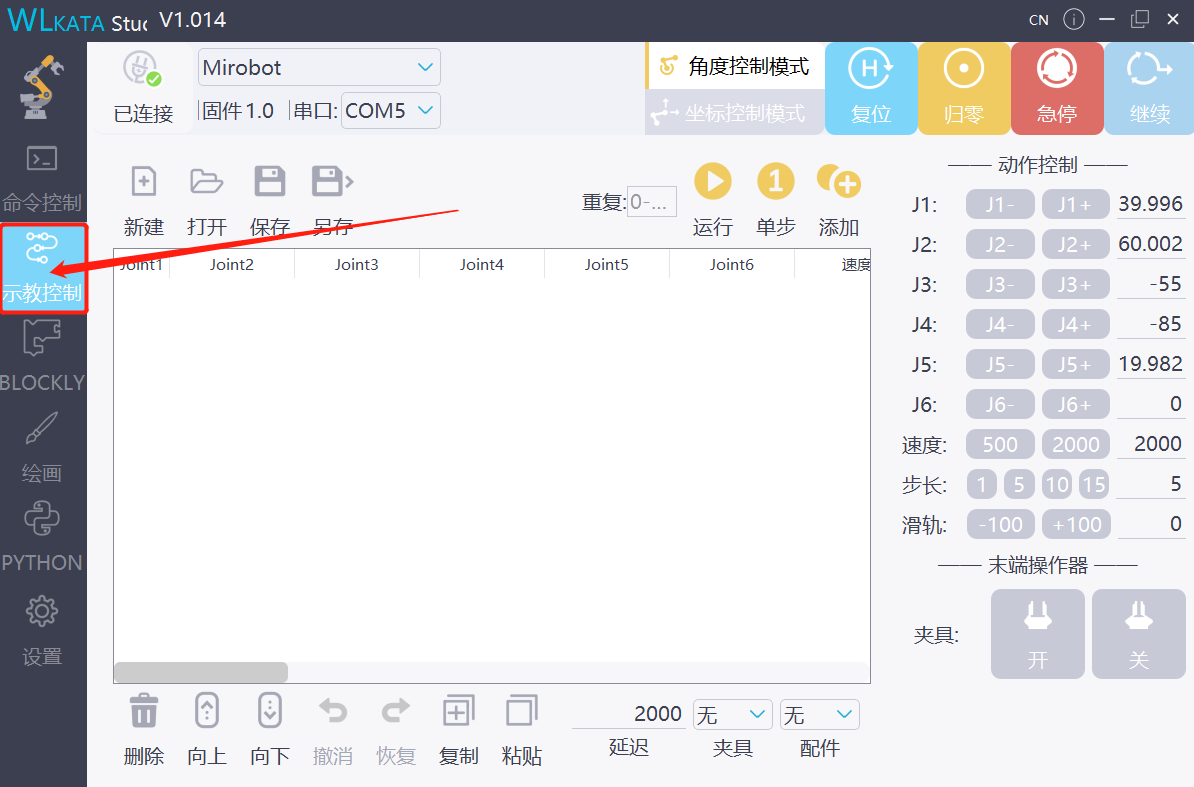 WLKATA Stuc V1.014 CN
已连接
Mirobot
固件 1.0 串口: COM5
角度控制模式
坐标控制模式
复位
归零
急停
继续
命令控制
示教控制
BLOCKLY
绘画
PYTHON
设置
新建 打开 保存 另存 重复: 0-... 运行 单步 添加
Joint1 Joint2 Joint3 Joint4 Joint5 Joint6 速度
动作控制
J1: J1- J1+ 39.996
J2: J2- J2+ 60.002
J3: J3- J3+ -55
J4: J4- J4+ -85
J5: J5- J5+ 19.982
J6: J6- J6+ 0
速度: 500 2000 2000
步长: 1 5 10 15 5
滑轨: -100 +100 0
末端操作器
夹具: 开 关
删除 向上 向下 撤消 恢复 复制 粘贴
2000 无 无
延迟 夹具 配件